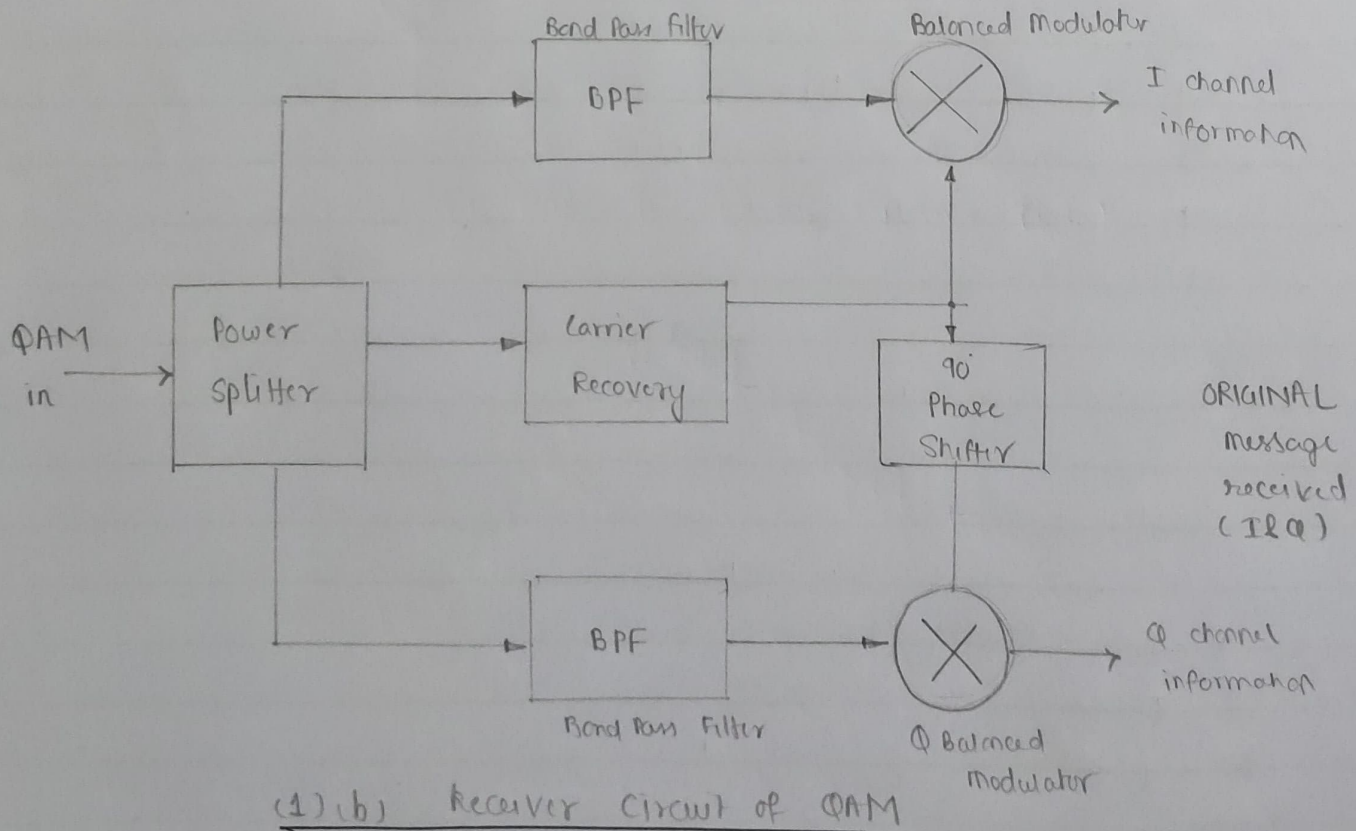 Band Pass Filter
BPF
Balanced Modulator
I channel
information
QAM
in
Power
Splitter
Carrier
Recovery
90°
Phase
Shifter
ORIGINAL
message
received
(I&Q)
BPF
Band Pass Filter
Q channel
information
Q Balanced
Modulator
(1)(b) Receiver Circuit of QAM